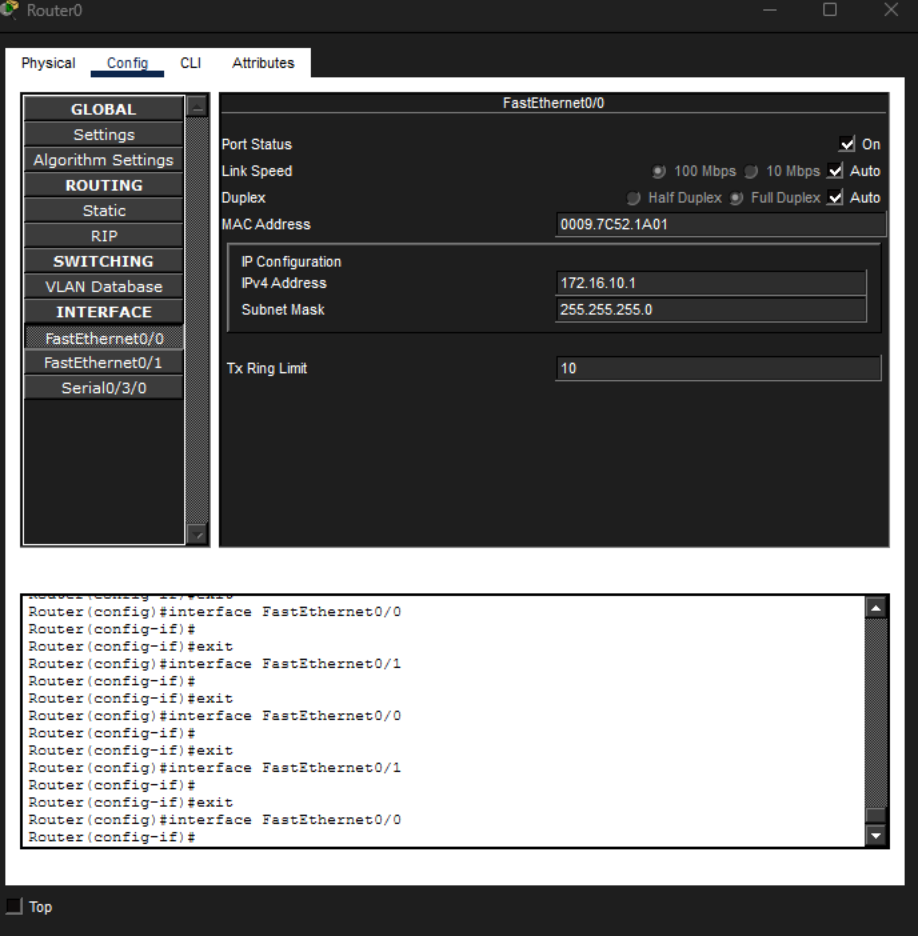 Router0
Physical Config CLI Attributes
GLOBAL
Settings
Algorithm Settings
ROUTING
Static
RIP
SWITCHING
VLAN Database
INTERFACE
FastEthernet0/0
FastEthernet0/1
Serial0/3/0
FastEthernet0/0
Port Status On
Link Speed 100 Mbps 10 Mbps Auto
Duplex Half Duplex Full Duplex Auto
MAC Address 0009.7C52.1A01
IP Configuration
IPv4 Address 172.16.10.1
Subnet Mask 255.255.255.0
Tx Ring Limit 10
Router(config-if)#exit
Router(config)#interface FastEthernet0/0
Router(config-if)#
Router(config-if)#exit
Router(config)#interface FastEthernet0/1
Router(config-if)#
Router(config-if)#exit
Router(config)#interface FastEthernet0/0
Router(config-if)#
Router(config-if)#exit
Router(config)#interface FastEthernet0/1
Router(config-if)#
Router(config-if)#exit
Router(config)#interface FastEthernet0/0
Router(config-if)#
Top